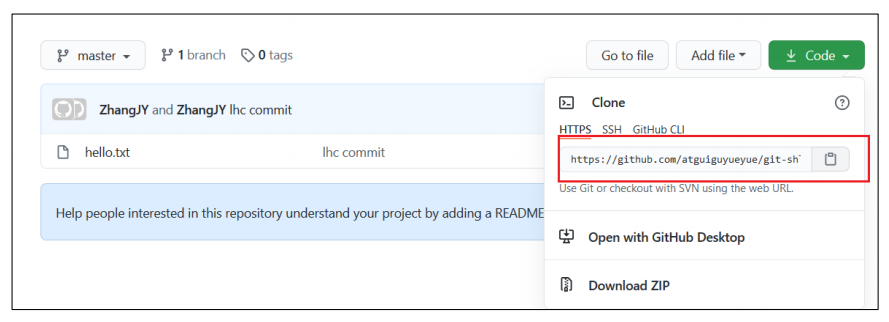 master 1 branch 0 tags Go to file Add file Code
ZhangJY and ZhangJY lhc commit
hello.txt lhc commit
Help people interested in this repository understand your project by adding a README
Clone
HTTPS SSH GitHub CLI
https://github.com/atguiguyueyue/git-sh
Use Git or checkout with SVN using the web URL.
Open with GitHub Desktop
Download ZIP